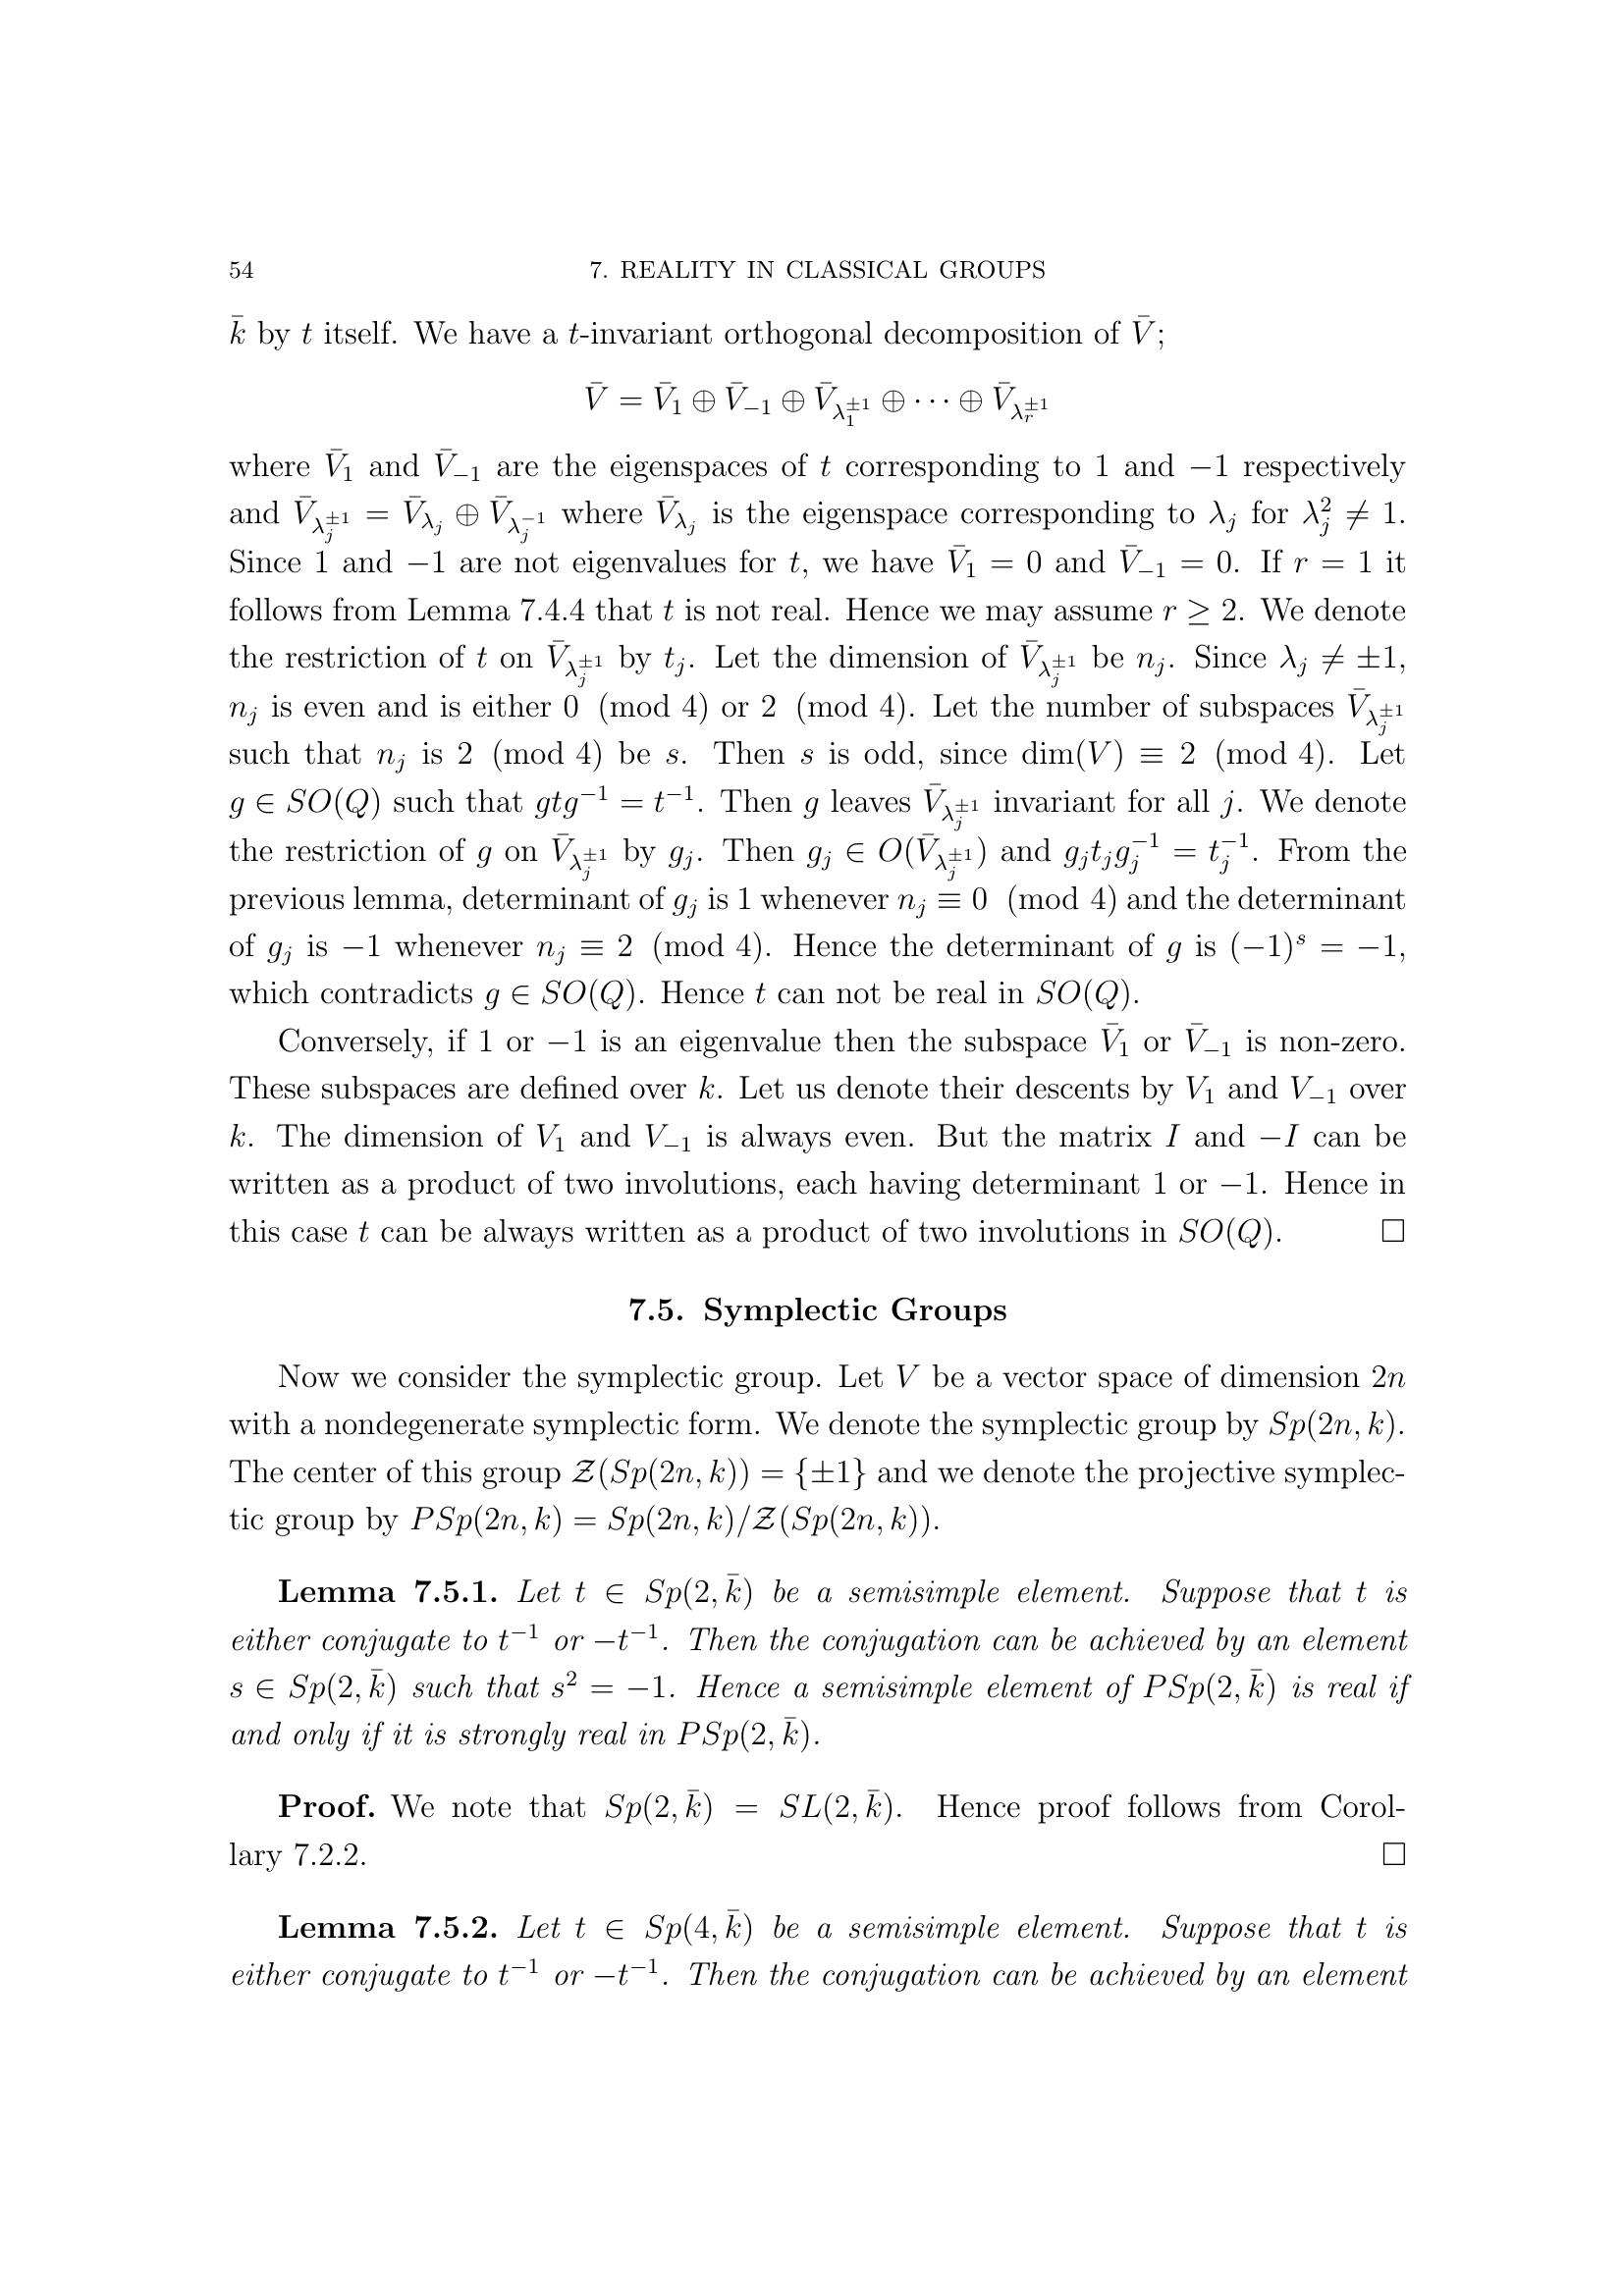 54 7. REALITY IN CLASSICAL GROUPS
$\bar{k}$ by $t$ itself. We have a $t$-invariant orthogonal decomposition of $\bar{V}$;
$\bar{V} = \bar{V}_1 \oplus \bar{V}_{-1} \oplus \bar{V}_{\lambda_1^{\pm 1}} \oplus \cdots \oplus \bar{V}_{\lambda_r^{\pm 1}}$
where $\bar{V}_1$ and $\bar{V}_{-1}$ are the eigenspaces of $t$ corresponding to 1 and $-1$ respectively
and $\bar{V}_{\lambda_j^{\pm 1}} = \bar{V}_{\lambda_j} \oplus \bar{V}_{\lambda_j^{-1}}$ where $\bar{V}_{\lambda_j}$ is the eigenspace corresponding to $\lambda_j$ for $\lambda_j^2 \neq 1$.
Since 1 and $-1$ are not eigenvalues for $t$, we have $\bar{V}_1 = 0$ and $\bar{V}_{-1} = 0$. If $r = 1$ it
follows from Lemma 7.4.4 that $t$ is not real. Hence we may assume $r \geq 2$. We denote
the restriction of $t$ on $\bar{V}_{\lambda_j^{\pm 1}}$ by $t_j$. Let the dimension of $\bar{V}_{\lambda_j^{\pm 1}}$ be $n_j$. Since $\lambda_j \neq \pm 1$,
$n_j$ is even and is either 0 (mod 4) or 2 (mod 4). Let the number of subspaces $\bar{V}_{\lambda_j^{\pm 1}}$
such that $n_j$ is 2 (mod 4) be $s$. Then $s$ is odd, since $\dim(V) \equiv 2$ (mod 4). Let
$g \in SO(Q)$ such that $gtg^{-1} = t^{-1}$. Then $g$ leaves $\bar{V}_{\lambda_j^{\pm 1}}$ invariant for all $j$. We denote
the restriction of $g$ on $\bar{V}_{\lambda_j^{\pm 1}}$ by $g_j$. Then $g_j \in O(\bar{V}_{\lambda_j^{\pm 1}})$ and $g_j t_j g_j^{-1} = t_j^{-1}$. From the
previous lemma, determinant of $g_j$ is 1 whenever $n_j \equiv 0$ (mod 4) and the determinant
of $g_j$ is $-1$ whenever $n_j \equiv 2$ (mod 4). Hence the determinant of $g$ is $(-1)^s = -1$,
which contradicts $g \in SO(Q)$. Hence $t$ can not be real in $SO(Q)$.
Conversely, if 1 or $-1$ is an eigenvalue then the subspace $\bar{V}_1$ or $\bar{V}_{-1}$ is non-zero.
These subspaces are defined over $k$. Let us denote their descents by $V_1$ and $V_{-1}$ over
$k$. The dimension of $V_1$ and $V_{-1}$ is always even. But the matrix $I$ and $-I$ can be
written as a product of two involutions, each having determinant 1 or $-1$. Hence in
this case $t$ can be always written as a product of two involutions in $SO(Q)$. □
7.5. Symplectic Groups
Now we consider the symplectic group. Let $V$ be a vector space of dimension $2n$
with a nondegenerate symplectic form. We denote the symplectic group by $Sp(2n, k)$.
The center of this group $\mathcal{Z}(Sp(2n, k)) = \{\pm 1\}$ and we denote the projective symplec-
tic group by $PSp(2n, k) = Sp(2n, k)/\mathcal{Z}(Sp(2n, k))$.
Lemma 7.5.1. Let $t \in Sp(2, \bar{k})$ be a semisimple element. Suppose that $t$ is
either conjugate to $t^{-1}$ or $-t^{-1}$. Then the conjugation can be achieved by an element
$s \in Sp(2, \bar{k})$ such that $s^2 = -1$. Hence a semisimple element of $PSp(2, \bar{k})$ is real if
and only if it is strongly real in $PSp(2, \bar{k})$.
Proof. We note that $Sp(2, \bar{k}) = SL(2, \bar{k})$. Hence proof follows from Corol-
lary 7.2.2. □
Lemma 7.5.2. Let $t \in Sp(4, \bar{k})$ be a semisimple element. Suppose that $t$ is
either conjugate to $t^{-1}$ or $-t^{-1}$. Then the conjugation can be achieved by an element